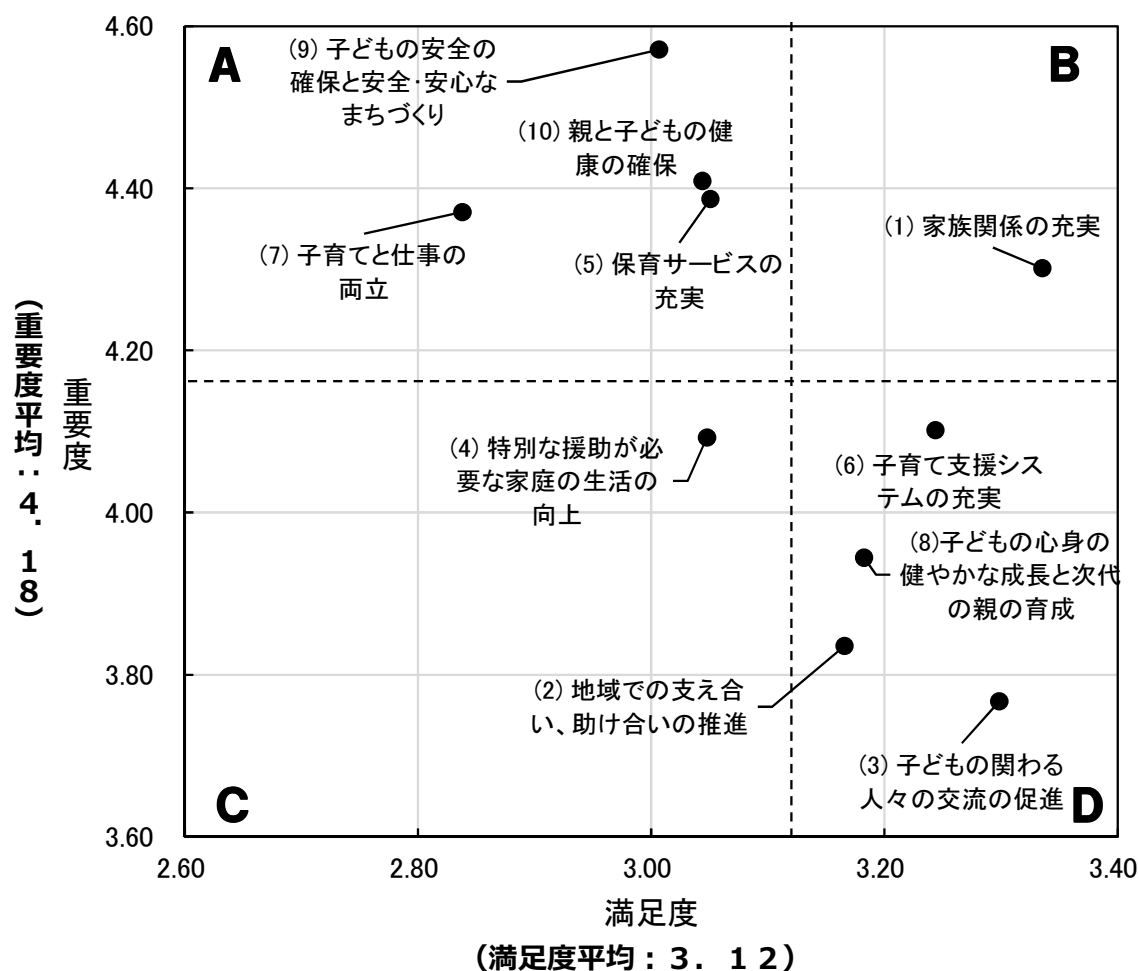 4.60
4.40
4.20
4.00
3.80
3.60
2.60
2.80
3.00
3.20
3.40
A
B
C
D
(9) 子どもの安全の
確保と安全・安心な
まちづくり
(10) 親と子どもの健
康の確保
(1) 家族関係の充実
(7) 子育てと仕事の
両立
(5) 保育サービスの
充実
(4) 特別な援助が必
要な家庭の生活の
向上
(6) 子育て支援シス
テムの充実
(8)子どもの心身の
健やかな成長と次代
の親の育成
(2) 地域での支え合
い、助け合いの推進
(3) 子どもの関わる
人々の交流の促進
重要度
(重要度平均:4.18)
満足度
(満足度平均:3.12)